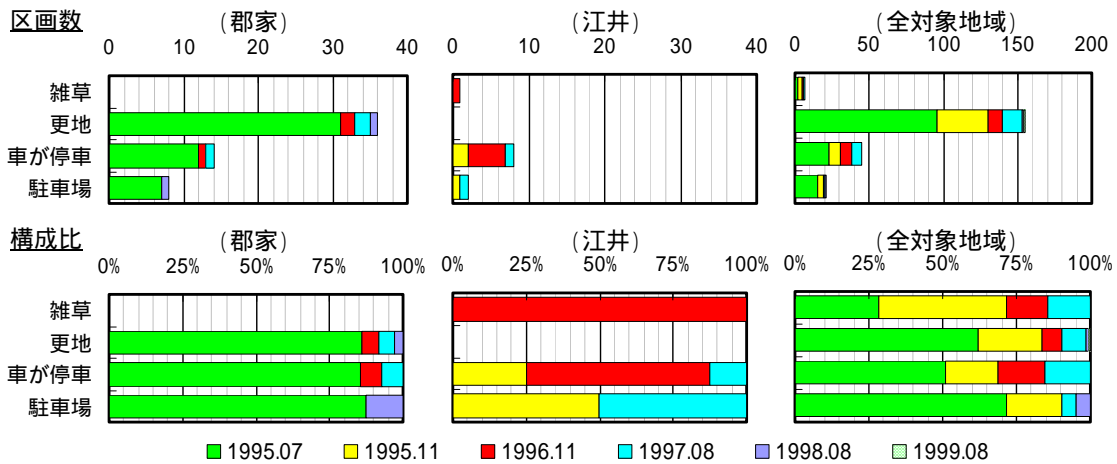 区画数 (郡家) (江井) (全対象地域)
0 10 20 30 40 0 10 20 30 40 0 50 100 150 200
雑草
更地
車が停車
駐車場
構成比 (郡家) (江井) (全対象地域)
0% 25% 50% 75% 100% 0% 25% 50% 75% 100% 0% 25% 50% 75% 100%
雑草
更地
車が停車
駐車場
1995.07 1995.11 1996.11 1997.08 1998.08 1999.08